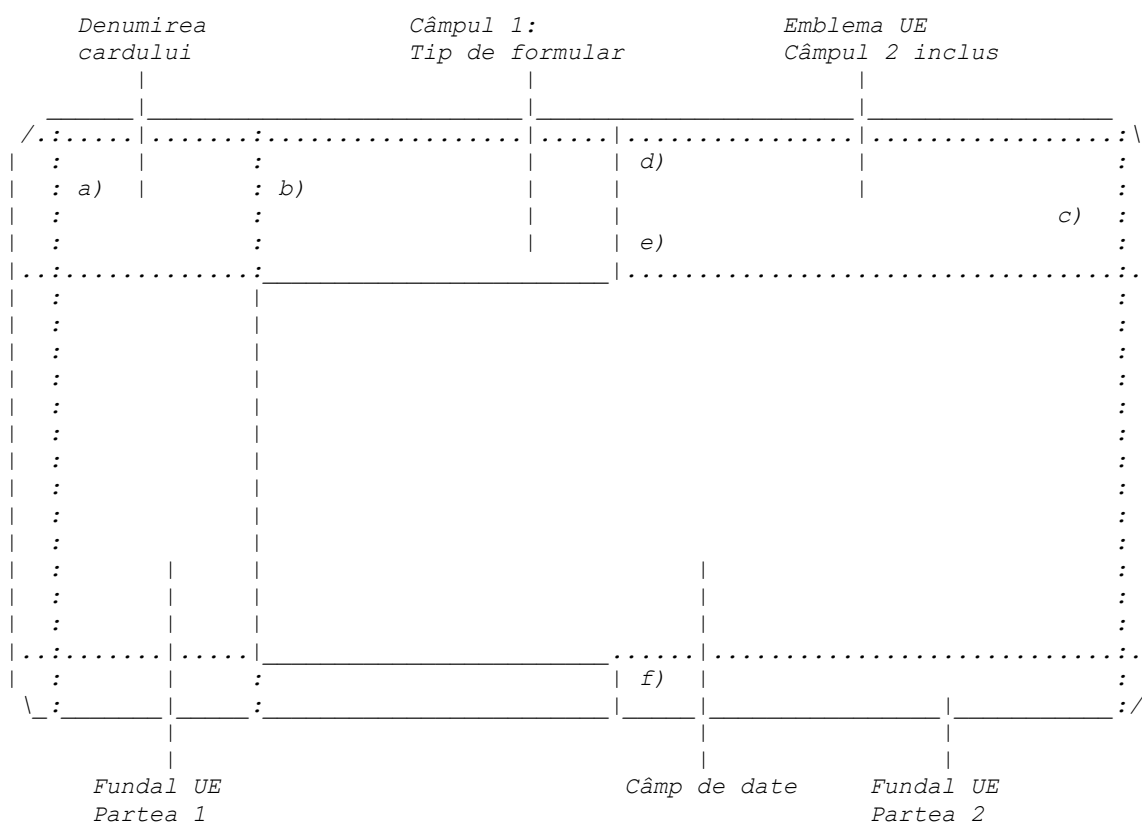 Denumirea Câmpul 1: Emblema UE
cardului Tip de formular Câmpul 2 inclus
d)
a) b)
c)
e)
f)
Fundal UE Câmp de date Fundal UE
Partea 1 Partea 2